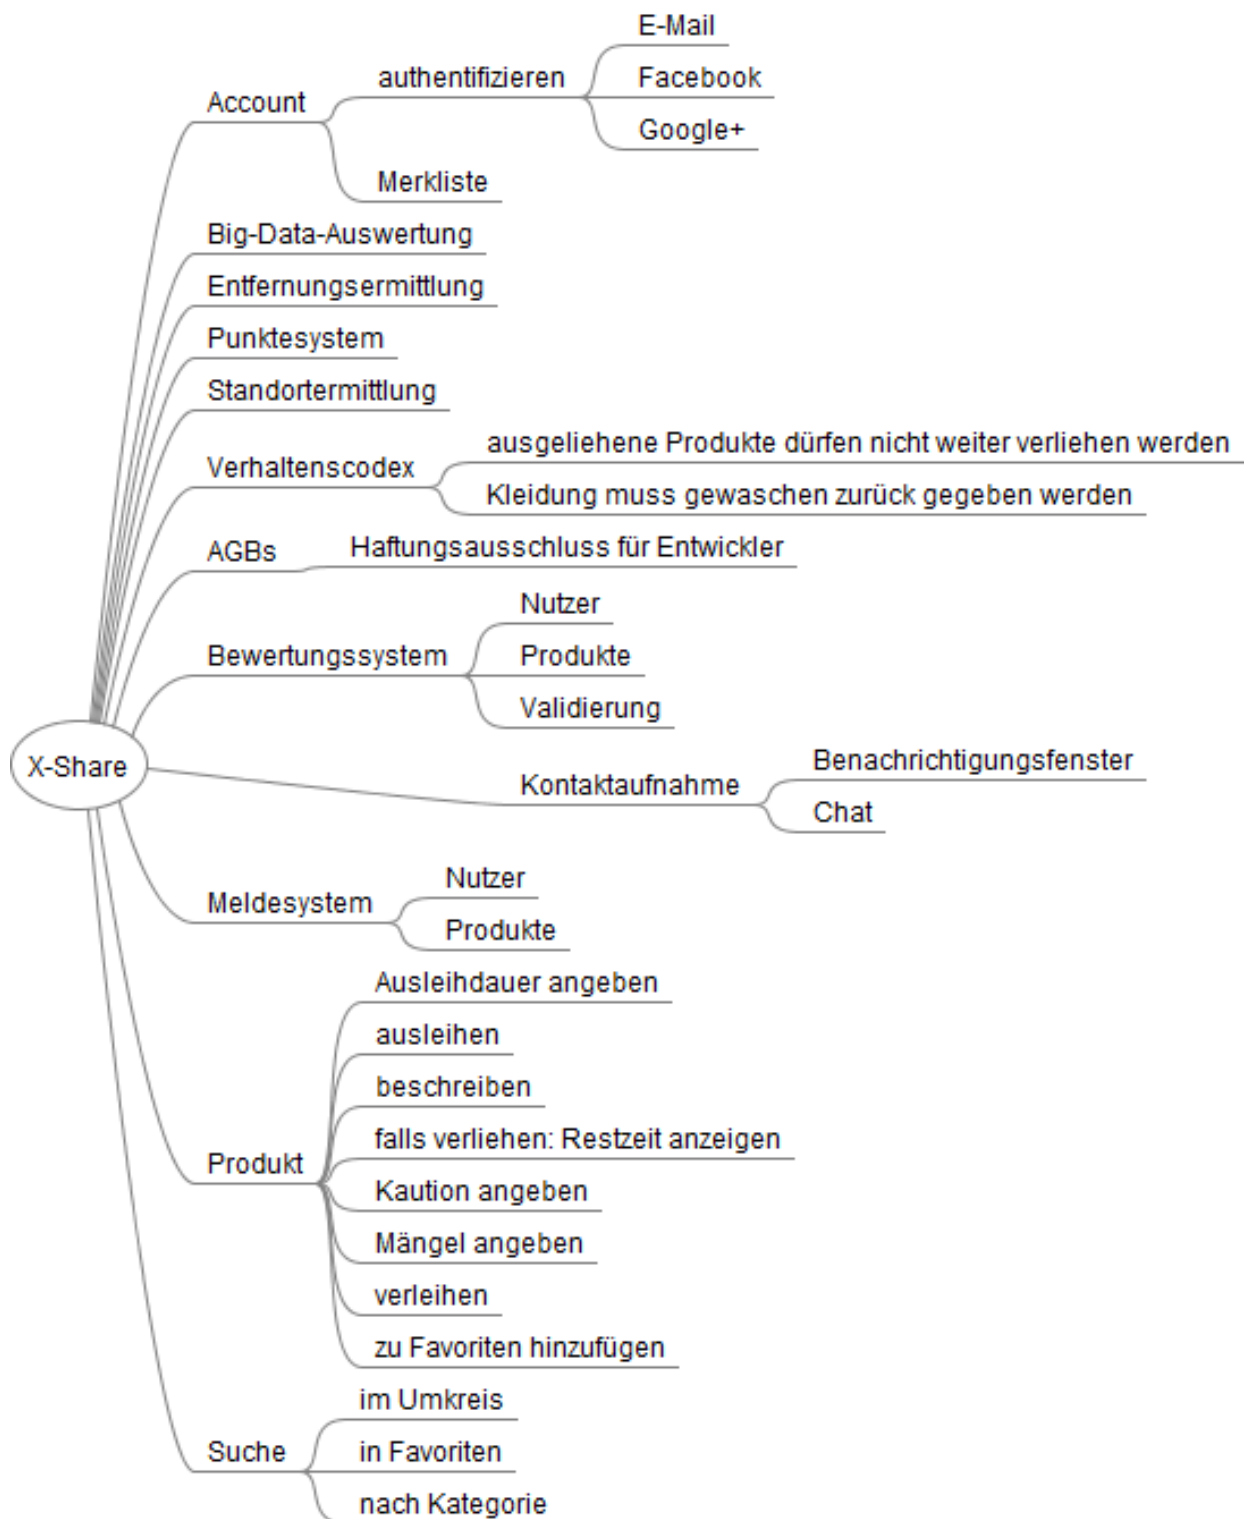 E-Mail
authentifizieren
Facebook
Account
Google+
Merkliste
Big-Data-Auswertung
Entfernungsermittlung
Punktesystem
Standortermittlung
ausgeliehene Produkte dürfen nicht weiter verliehen werden
Verhaltenscodex
Kleidung muss gewaschen zurück gegeben werden
AGBs
Haftungsausschluss für Entwickler
Nutzer
Bewertungssystem
Produkte
Validierung
X-Share
Benachrichtigungsfenster
Kontaktaufnahme
Chat
Nutzer
Meldesystem
Produkte
Ausleihdauer angeben
ausleihen
beschreiben
falls verliehen: Restzeit anzeigen
Produkt
Kaution angeben
Mängel angeben
verleihen
zu Favoriten hinzufügen
im Umkreis
Suche
in Favoriten
nach Kategorie